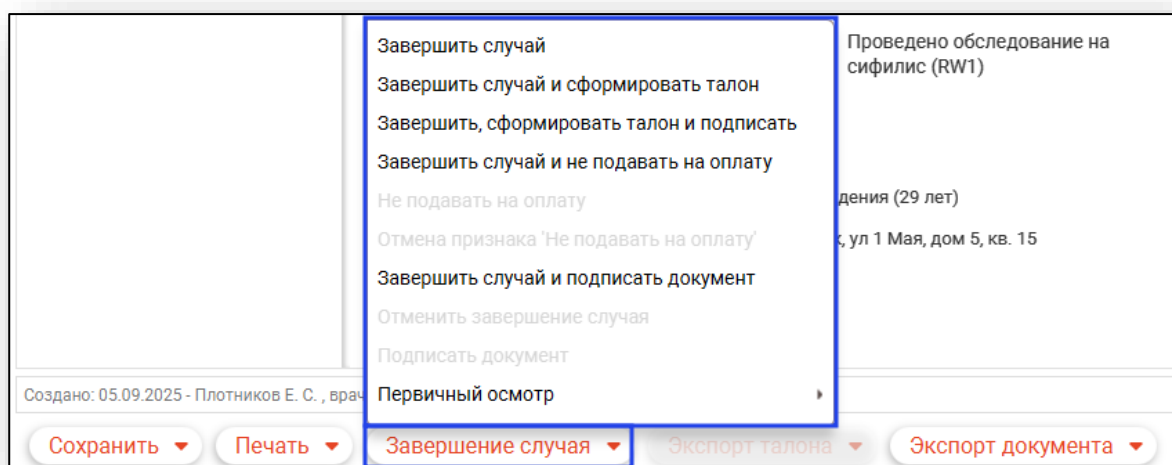 Завершить случай
Завершить случай и сформировать талон
Завершить, сформировать талон и подписать
Завершить случай и не подавать на оплату
Не подавать на оплату
Отмена признака 'Не подавать на оплату'
Завершить случай и подписать документ
Отменить завершение случая
Подписать документ
Первичный осмотр
Проведено обследование на
сифилис (RW1)
дения (29 лет)
, ул 1 Мая, дом 5, кв. 15
Создано: 05.09.2025 - Плотников Е. С. , врач
Сохранить
Печать
Завершение случая
Экспорт талона
Экспорт документа